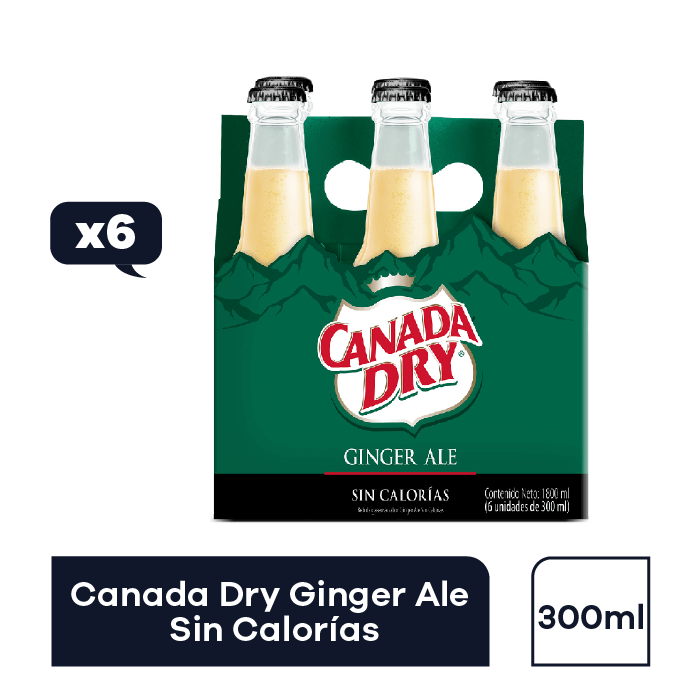 x6
CANADA
DRY®
GINGER ALE
SIN CALORÍAS
Contenido Neto: 1800 ml
(6 unidades de 300 ml)
Canada Dry Ginger Ale
Sin Calorías
300ml